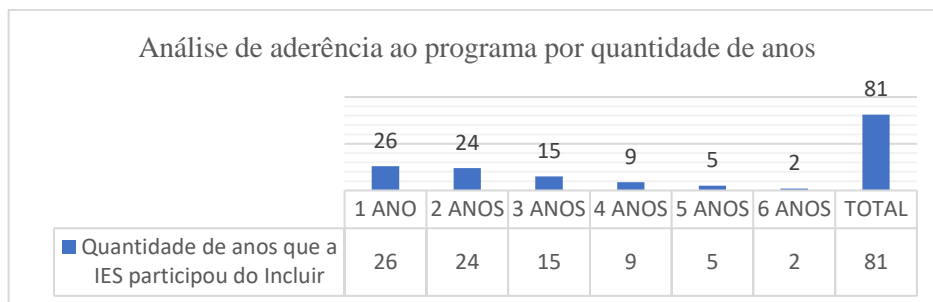 Análise de aderência ao programa por quantidade de anos
81
26
24
15
9
5
2
1 ANO 2 ANOS 3 ANOS 4 ANOS 5 ANOS 6 ANOS TOTAL
Quantidade de anos que a
IES participou do Incluir
26 24 15 9 5 2 81